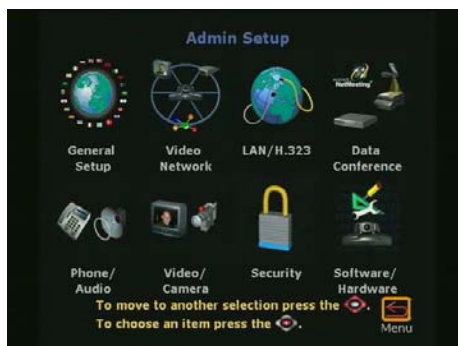 Admin Setup
NetMeeting
General
Setup
Video
Network
LAN/H.323
Data
Conference
Phone/
Audio
Video/
Camera
Security
Software/
Hardware
To move to another selection press the .
To choose an item press the .
Menu